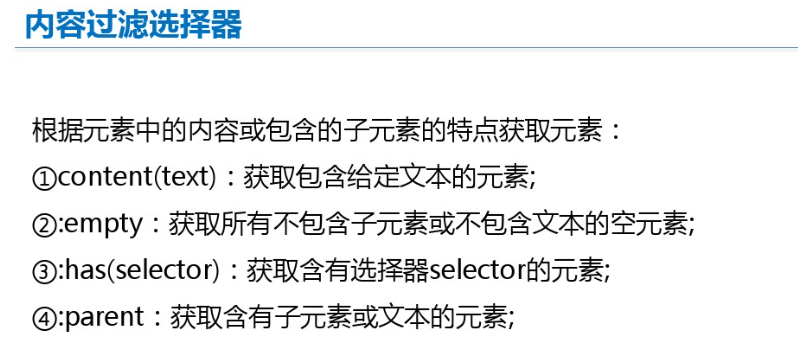 内容过滤选择器
根据元素中的内容或包含的子元素的特点获取元素：
①content(text)：获取包含给定文本的元素;
②:empty：获取所有不包含子元素或不包含文本的空元素;
③:has(selector)：获取含有选择器selector的元素;
④:parent：获取含有子元素或文本的元素;